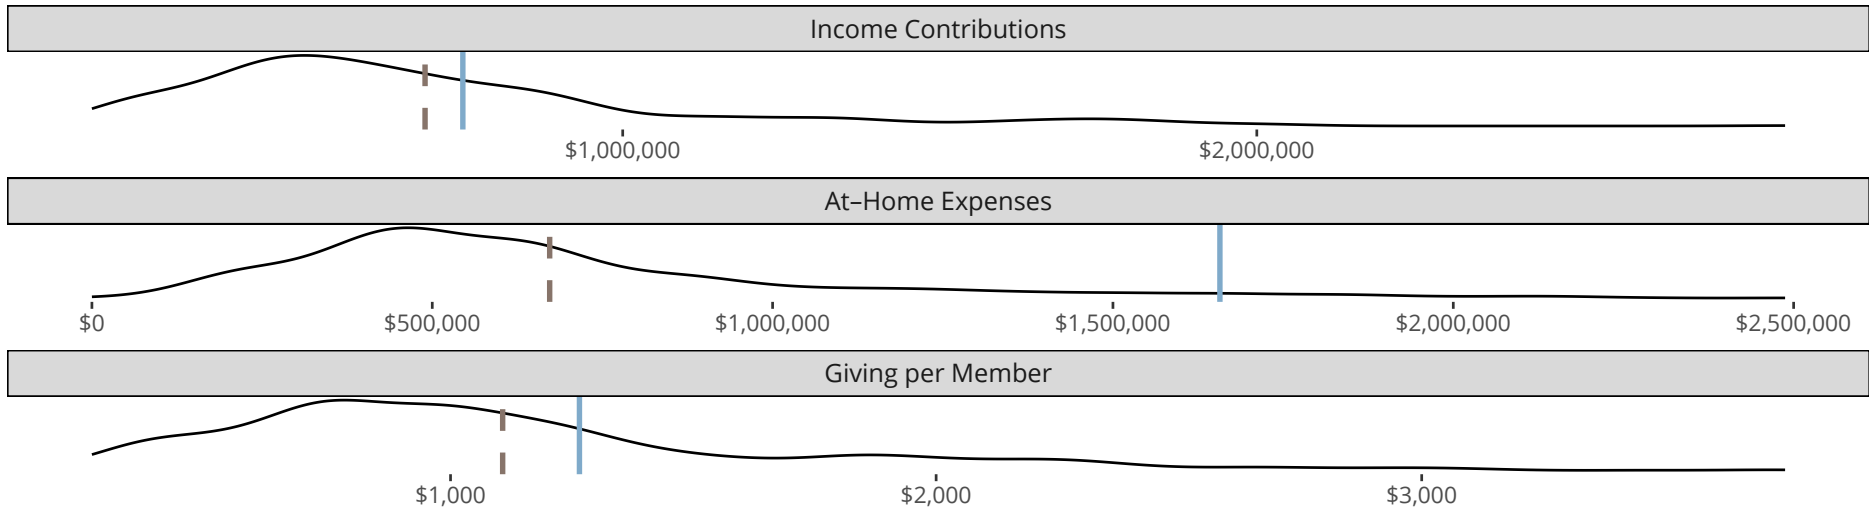 Income Contributions
$1,000,000 $2,000,000
At–Home Expenses
$0 $500,000 $1,000,000 $1,500,000 $2,000,000 $2,500,000
Giving per Member
$1,000 $2,000 $3,000